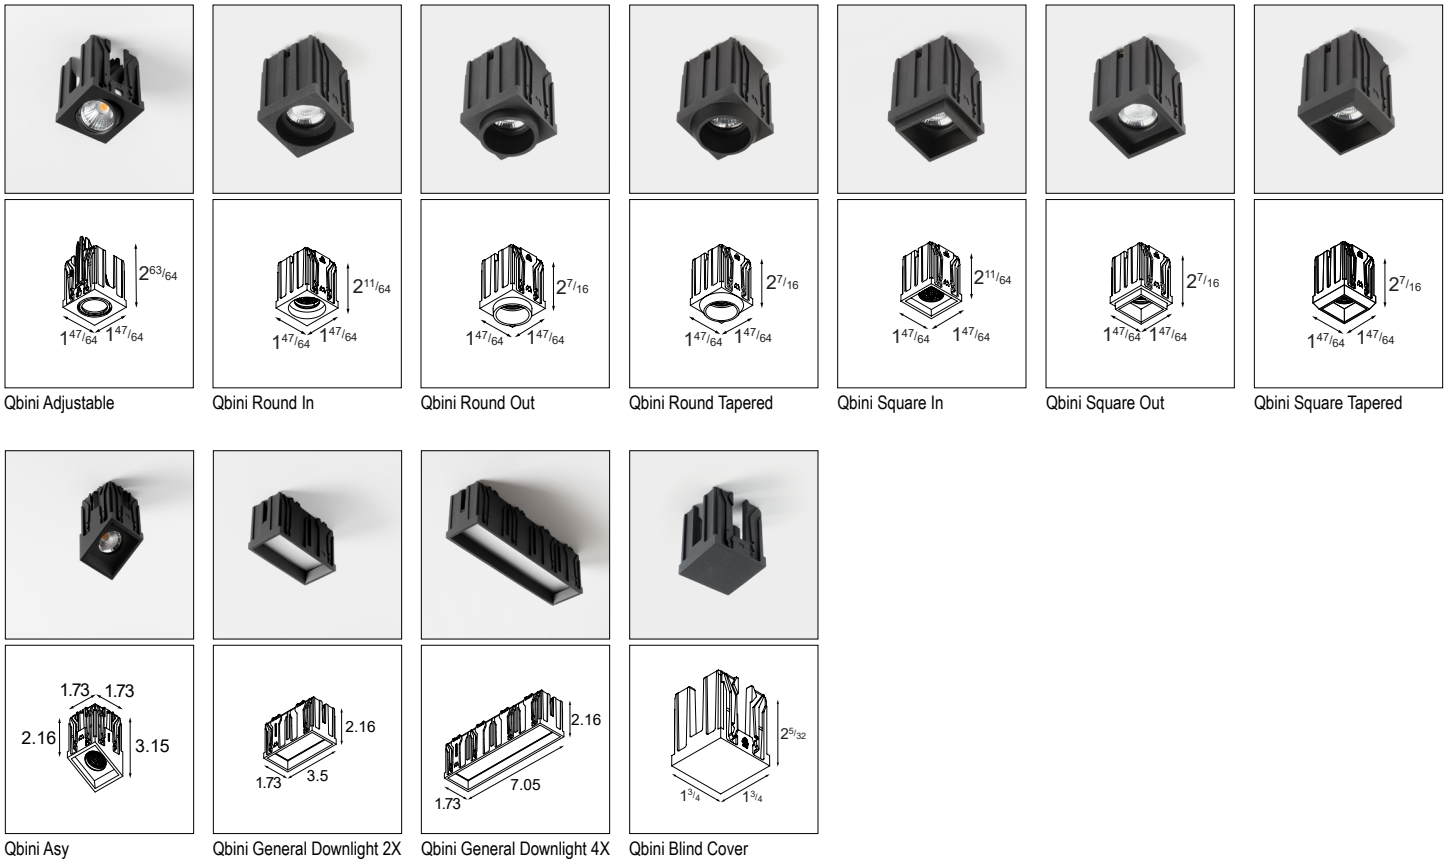 2 63/64
1 47/64 1 47/64
Qbini Adjustable
2 11/64
1 47/64 1 47/64
Qbini Round In
2 7/16
1 47/64 1 47/64
Qbini Round Out
2 7/16
1 47/64 1 47/64
Qbini Round Tapered
2 11/64
1 47/64 1 47/64
Qbini Square In
2 7/16
1 47/64 1 47/64
Qbini Square Out
2 7/16
1 47/64 1 47/64
Qbini Square Tapered
1.73 1.73
2.16 3.15
Qbini Asy
2.16
1.73 3.5
Qbini General Downlight 2X
2.16
1.73 7.05
Qbini General Downlight 4X
2 5/32
1 3/4 1 3/4
Qbini Blind Cover